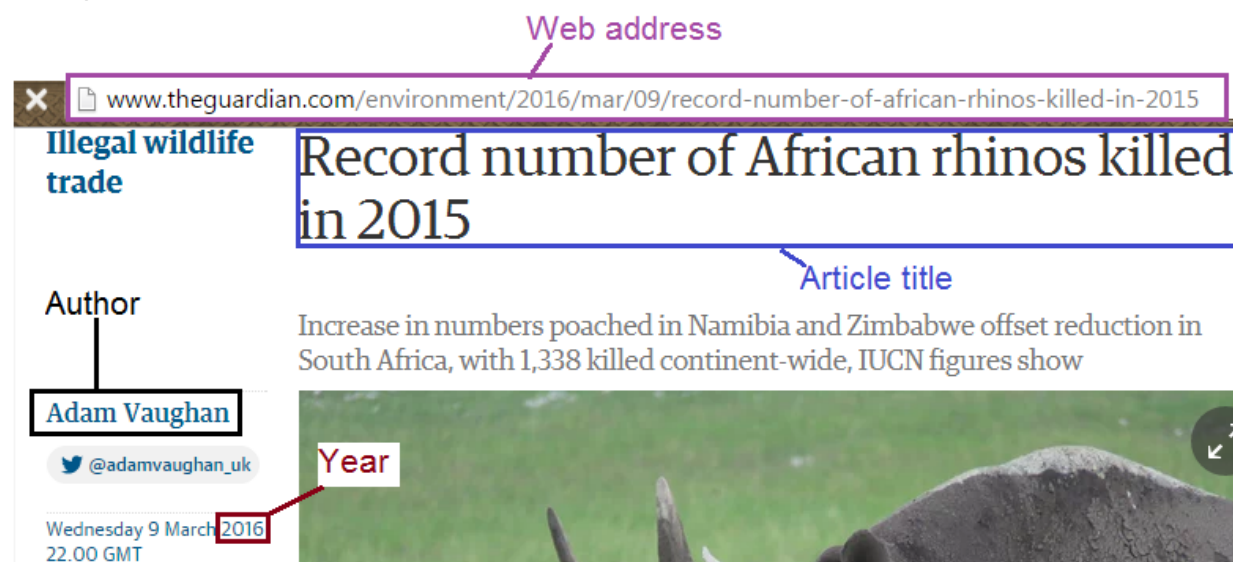 Web address
www.theguardian.com/environment/2016/mar/09/record-number-of-african-rhinos-killed-in-2015
Illegal wildlife
trade
Record number of African rhinos killed
in 2015
Article title
Author
Increase in numbers poached in Namibia and Zimbabwe offset reduction in
South Africa, with 1,338 killed continent-wide, IUCN figures show
Adam Vaughan
@adamvaughan_uk
Year
Wednesday 9 March 2016
22.00 GMT